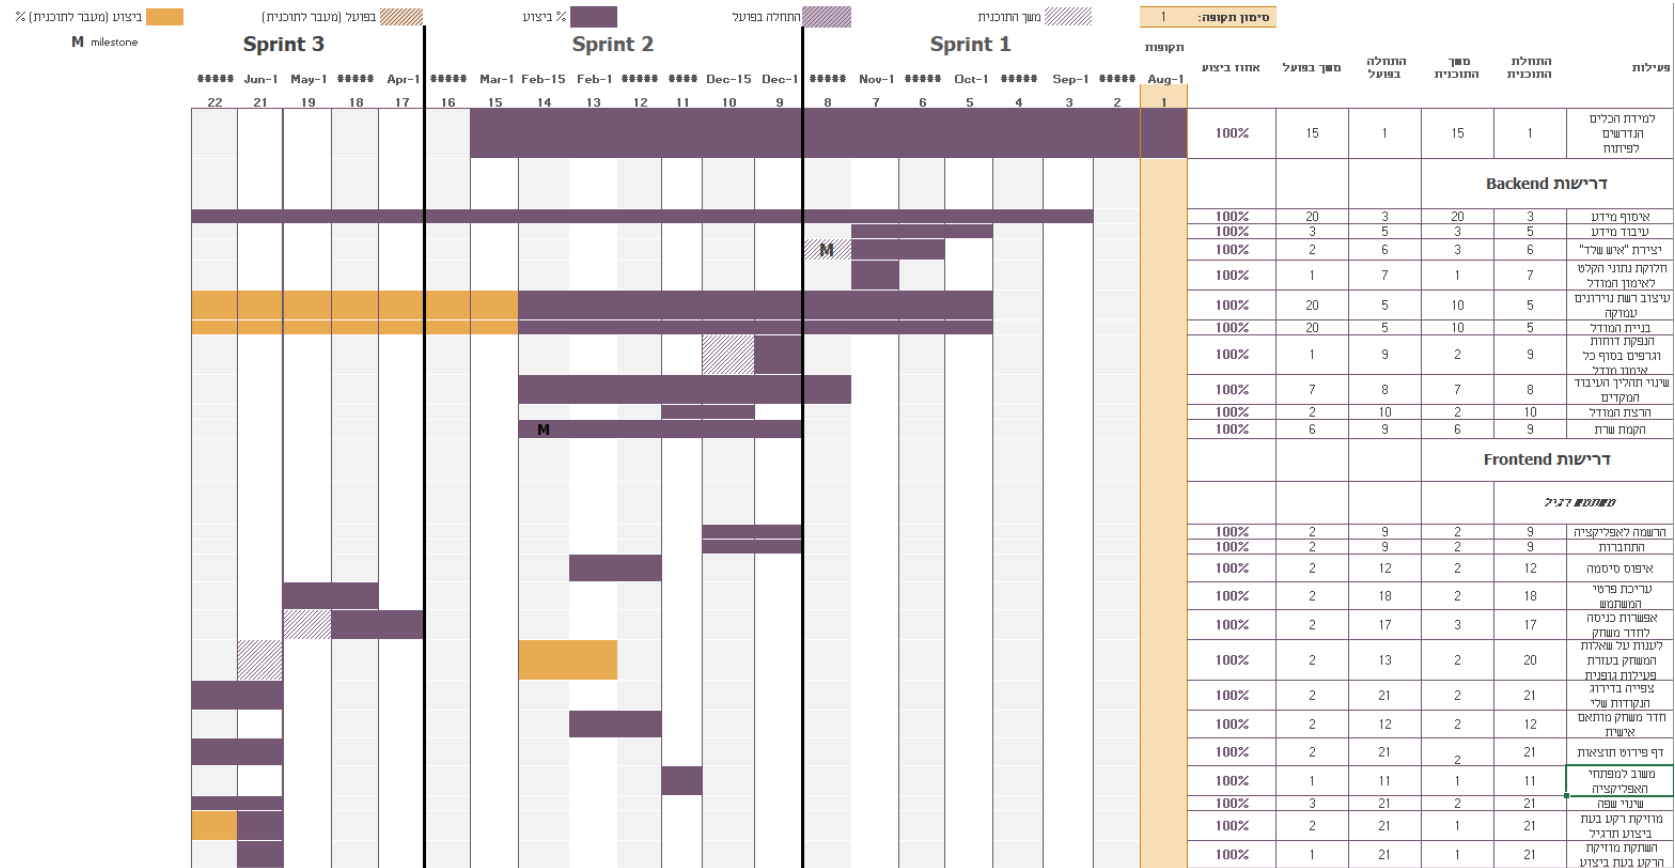 סימון תקופה: 1
משך התוכנית
התחלה בפועל
% ביצוע
בפועל (מעבר לתוכנית)
% ביצוע (מעבר לתוכנית)
M milestone
Sprint 1
Sprint 2
Sprint 3
תקופות
פעילות
התחלת התוכנית
משך התוכנית
התחלה בפועל
משך בפועל
אחוז ביצוע
Aug-1 ##### Sep-1 ##### Oct-1 ##### Nov-1 ##### Dec-1 Dec-15 #### ##### Feb-1 Feb-15 Mar-1 ##### Apr-1 ##### May-1 Jun-1 #####
1 2 3 4 5 6 7 8 9 10 11 12 13 14 15 16 17 18 19 21 22
למידת הכלים הנדרשים לפיתוח 1 15 1 15 100%
דרישות Backend
איסוף מידע 3 20 3 20 100%
עיבוד מידע 5 3 5 3 100%
יצירת "איש שלד" 6 3 6 2 100% M
חלוקת נתוני הקלט לאימון המודל 7 1 7 1 100%
עיצוב רשת נוירונים עמוקה 5 10 5 20 100%
בניית המודל 5 10 5 20 100%
הנפקת דוחות וגרפים בסוף כל אימון מודל 9 2 9 1 100%
שינוי תהליך העיבוד המקדים 8 7 8 7 100%
הרצת המודל 10 2 10 2 100%
הקמת שרת 9 6 9 6 100% M
דרישות Frontend
משתמש רגיל
הרשמה לאפליקציה 9 2 9 2 100%
התחברות 9 2 9 2 100%
איפוס סיסמה 12 2 12 2 100%
עריכת פרטי המשתמש 18 2 18 2 100%
אפשרות כניסה לחדר משחק 17 3 17 2 100%
לענות על שאלות המשחק בעזרת פעילות גופנית 20 2 13 2 100%
צפייה בדירוג הנקודות שלי 21 2 21 2 100%
חדר משחק מותאם אישית 12 2 12 2 100%
דף פירוט תוצאות 21 2 21 2 100%
משוב למפתחי האפליקציה 11 1 11 1 100%
שינוי שפה 21 2 21 3 100%
מוזיקת רקע בעת ביצוע תרגיל 21 1 21 2 100%
השתקת מוזיקת הרקע בעת ביצוע 21 1 21 1 100%